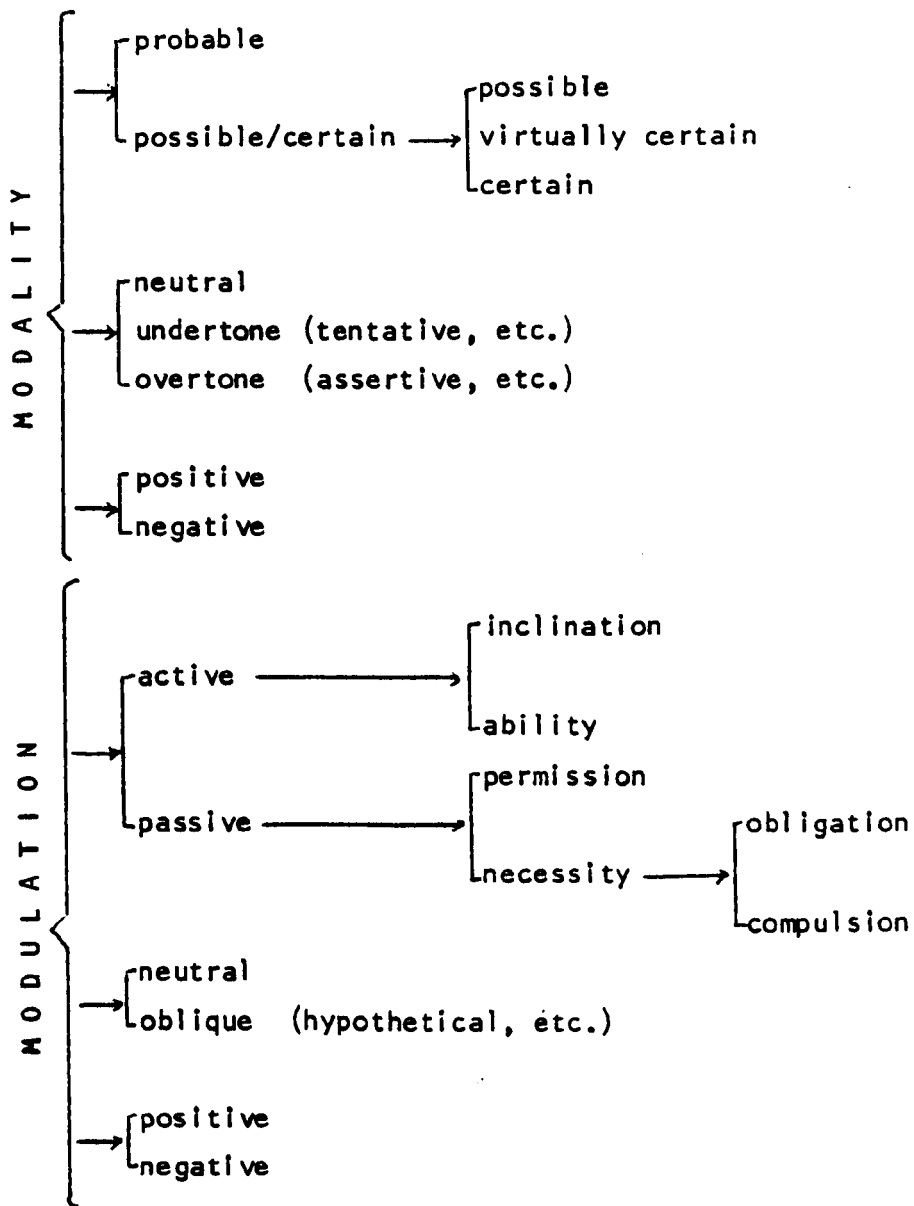 MODALITY
probable
possible/certain
possible
virtually certain
certain
neutral
undertone (tentative, etc.)
overtone (assertive, etc.)
positive
negative
MODULATION
active
inclination
ability
passive
permission
necessity
obligation
compulsion
neutral
oblique (hypothetical, etc.)
positive
negative